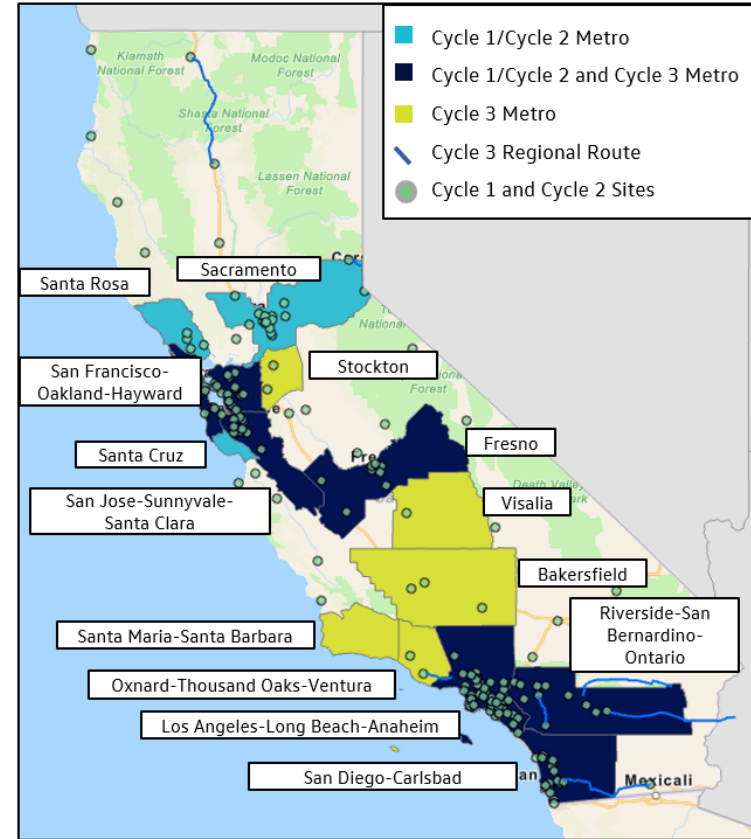 Cycle 1/Cycle 2 Metro
Cycle 1/Cycle 2 and Cycle 3 Metro
Cycle 3 Metro
Cycle 3 Regional Route
Cycle 1 and Cycle 2 Sites
Klamath
National Forest
Modoc National
Forest
Shasta National
Forest
Lassen National
Forest
Santa Rosa
Sacramento
San Francisco-
Oakland-Hayward
Stockton
Forest
Santa Cruz
Fresno
San Jose-Sunnyvale-
Santa Clara
Death Valley
Visalia
Bakersfield
Riverside-San
Bernardino-
Ontario
Santa Maria-Santa Barbara
Oxnard-Thousand Oaks-Ventura
Los Angeles-Long Beach-Anaheim
San Diego-Carlsbad
Mexicali